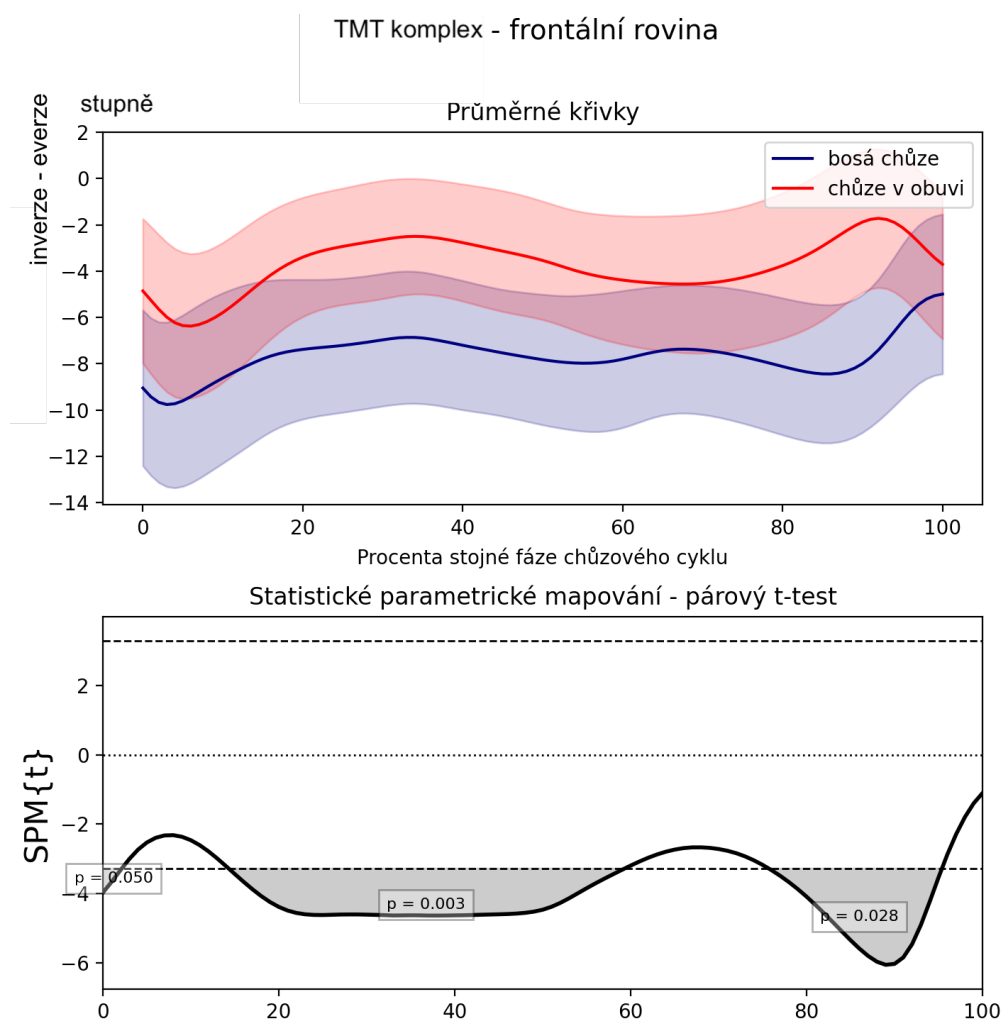 TMT komplex - frontální rovina
stupně
Průměrné křivky
inverze - everze
2
0
−2
−4
−6
−8
−10
−12
−14
bosá chůze
chůze v obuvi
0 20 40 60 80 100
Procenta stojné fáze chůzového cyklu
Statistické parametrické mapování - párový t-test
SPM{t}
2
0
−2
−4
−6
p = 0.050
p = 0.003
p = 0.028
0 20 40 60 80 100